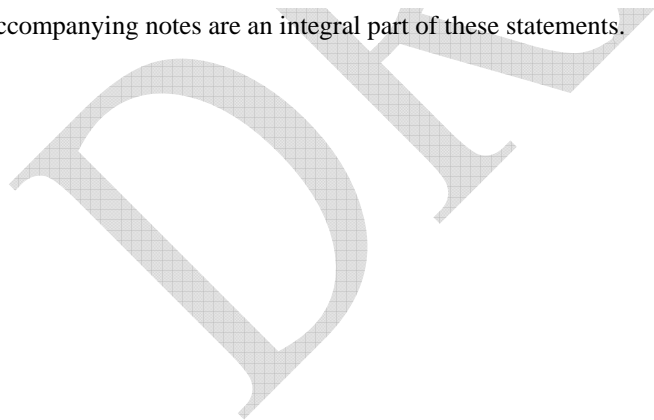 ccompanying notes are an integral part of these statements.